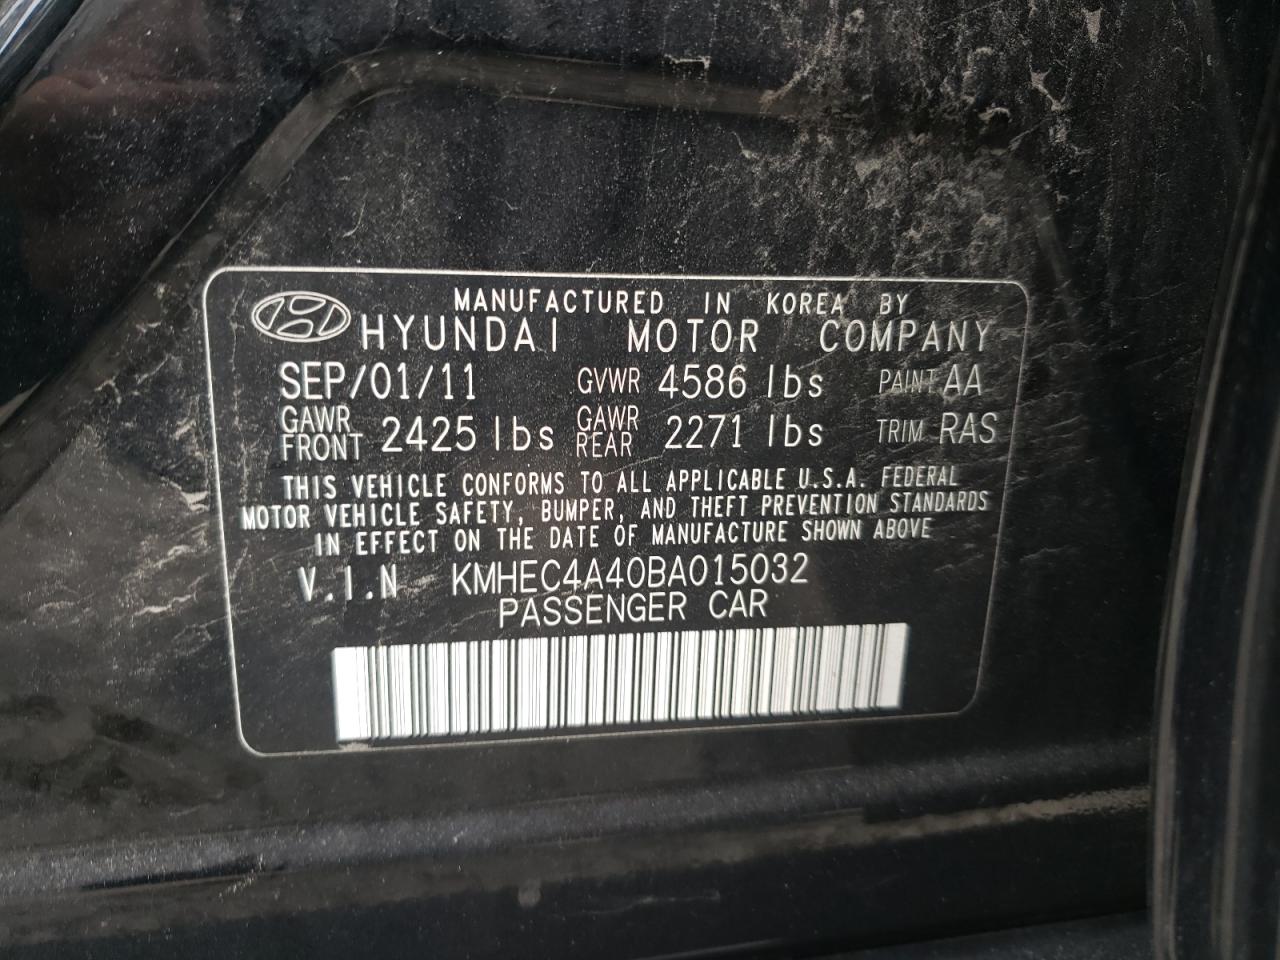 MANUFACTURED IN KOREA BY
HYUNDAI MOTOR COMPANY
SEP/01/11 GVWR 4586 lbs PAINT AA
GAWR FRONT 2425 lbs GAWR REAR 2271 lbs TRIM RAS
THIS VEHICLE CONFORMS TO ALL APPLICABLE U.S.A. FEDERAL
MOTOR VEHICLE SAFETY, BUMPER, AND THEFT PREVENTION STANDARDS
IN EFFECT ON THE DATE OF MANUFACTURE SHOWN ABOVE
V.I.N KMHEC4A40BA015032
PASSENGER CAR